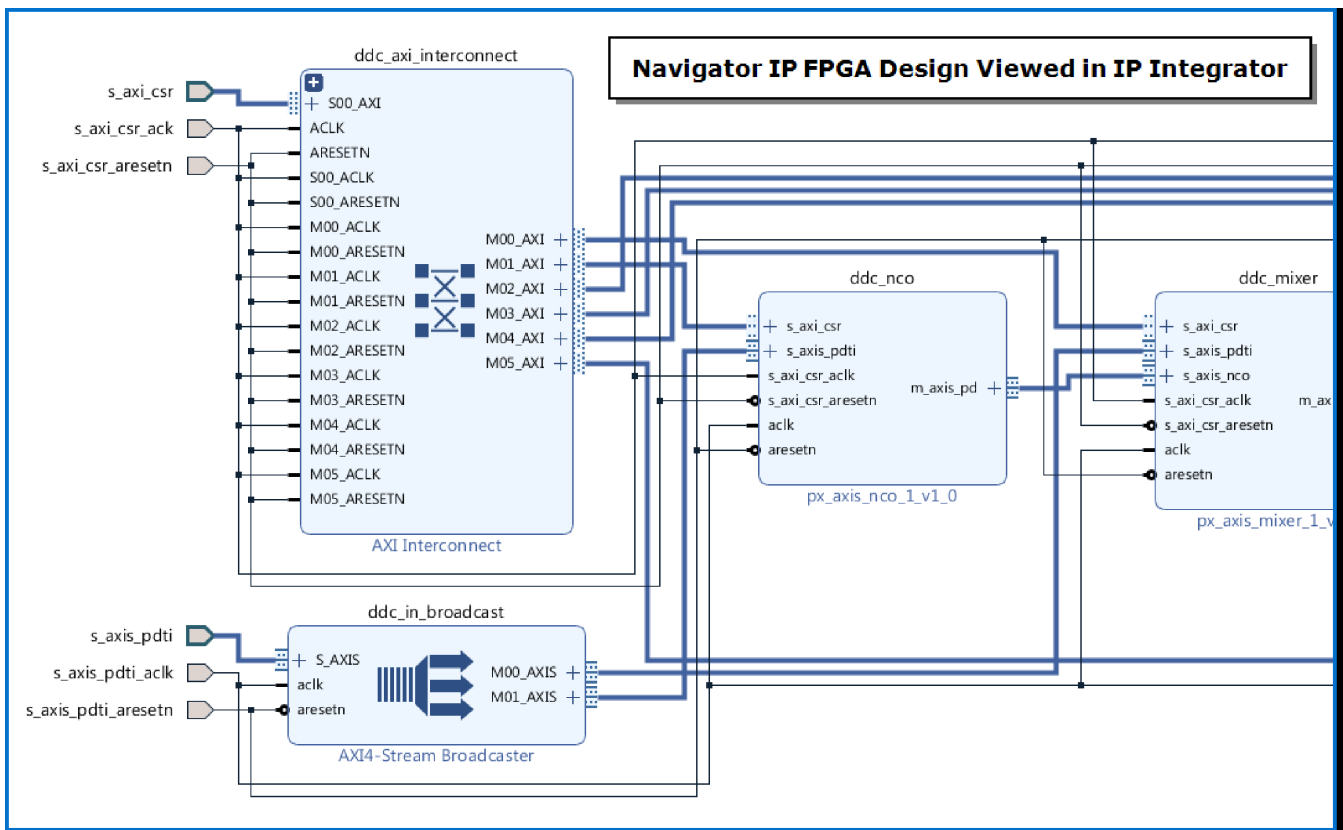 Navigator IP FPGA Design Viewed in IP Integrator
ddc_axi_interconnect
s_axi_csr
s_axi_csr_ack
s_axi_csr_aresetn
S00_AXI
ACLK
ARESETN
S00_ACLK
S00_ARESETN
M00_ACLK
M00_ARESETN
M01_ACLK
M01_ARESETN
M02_ACLK
M02_ARESETN
M03_ACLK
M03_ARESETN
M04_ACLK
M04_ARESETN
M05_ACLK
M05_ARESETN
M00_AXI
M01_AXI
M02_AXI
M03_AXI
M04_AXI
M05_AXI
AXI Interconnect
ddc_nco
s_axi_csr
s_axis_pdti
s_axi_csr_aclk
s_axi_csr_aresetn
aclk
aresetn
m_axis_pd
px_axis_nco_1_v1_0
ddc_mixer
s_axi_csr
s_axis_pdti
s_axis_nco
s_axi_csr_aclk
s_axi_csr_aresetn
aclk
aresetn
m_ax
px_axis_mixer_1_v
ddc_in_broadcast
s_axis_pdti
s_axis_pdti_aclk
s_axis_pdti_aresetn
S_AXIS
aclk
aresetn
M00_AXIS
M01_AXIS
AXI4-Stream Broadcaster